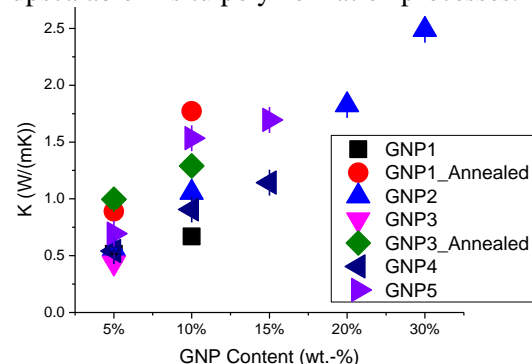 K (W/(mK))
2.5
2.0
1.5
1.0
0.5
0.0
5% 10% 15% 20% 30%
GNP Content (wt.-%)
GNP1
GNP1_Annealed
GNP2
GNP3
GNP3_Annealed
GNP4
GNP5